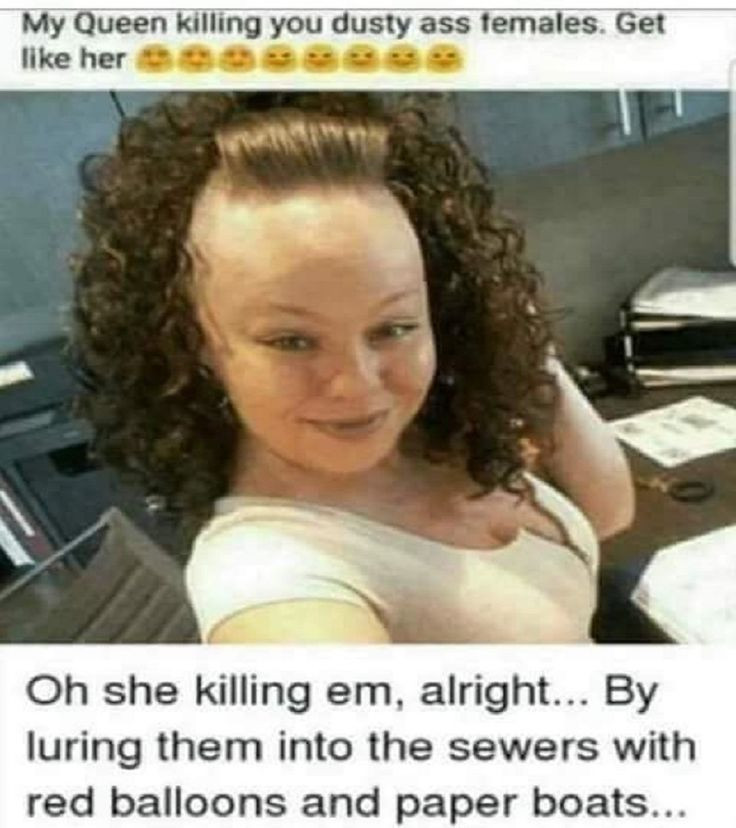 My Queen killing you dusty ass females. Get
like her 😍😍😍😊😊😊😊😊
Oh she killing em, alright... By
luring them into the sewers with
red balloons and paper boats...